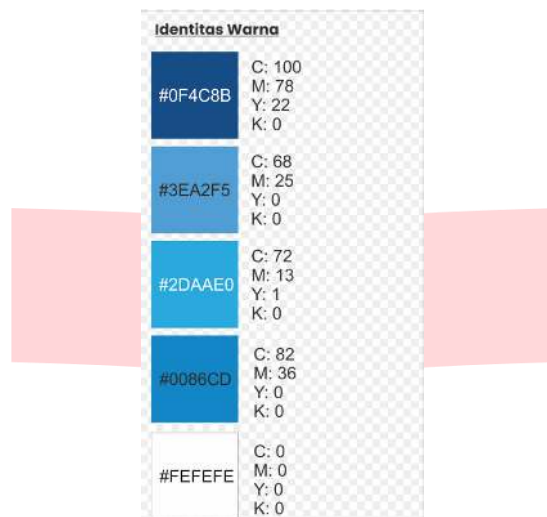 Identitas Warna
#0F4C8B
C: 100
M: 78
Y: 22
K: 0
#3EA2F5
C: 68
M: 25
Y: 0
K: 0
#2DAAE0
C: 72
M: 13
Y: 1
K: 0
#0086CD
C: 82
M: 36
Y: 0
K: 0
#FEFEFE
C: 0
M: 0
Y: 0
K: 0